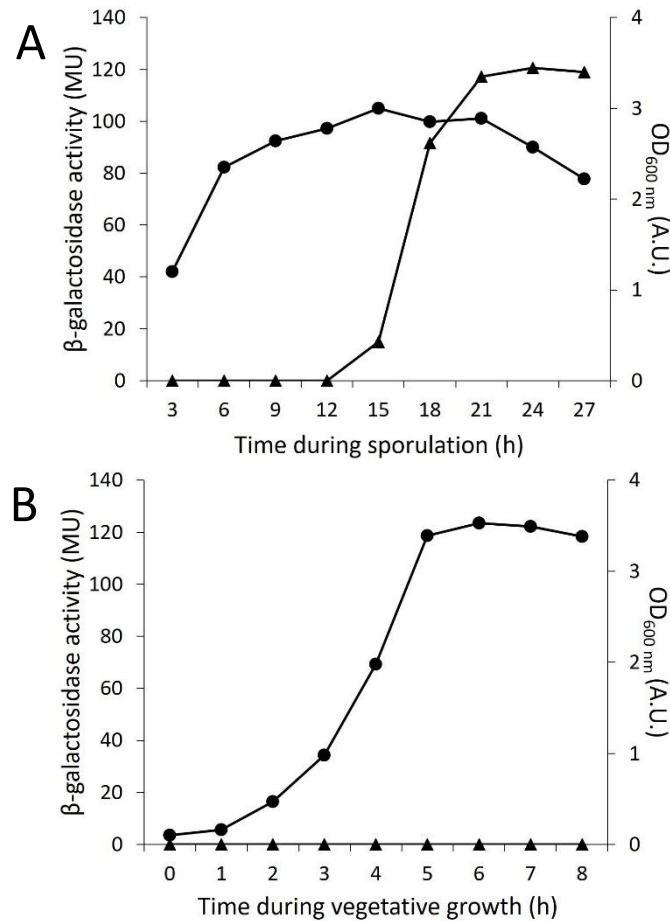 A
140
120
100
80
60
40
20
0
β-galactosidase activity (MU)
4
3
2
1
0
OD600 nm (A.U.)
3 6 9 12 15 18 21 24 27
Time during sporulation (h)
B
140
120
100
80
60
40
20
0
β-galactosidase activity (MU)
4
3
2
1
0
OD600 nm (A.U.)
0 1 2 3 4 5 6 7 8
Time during vegetative growth (h)